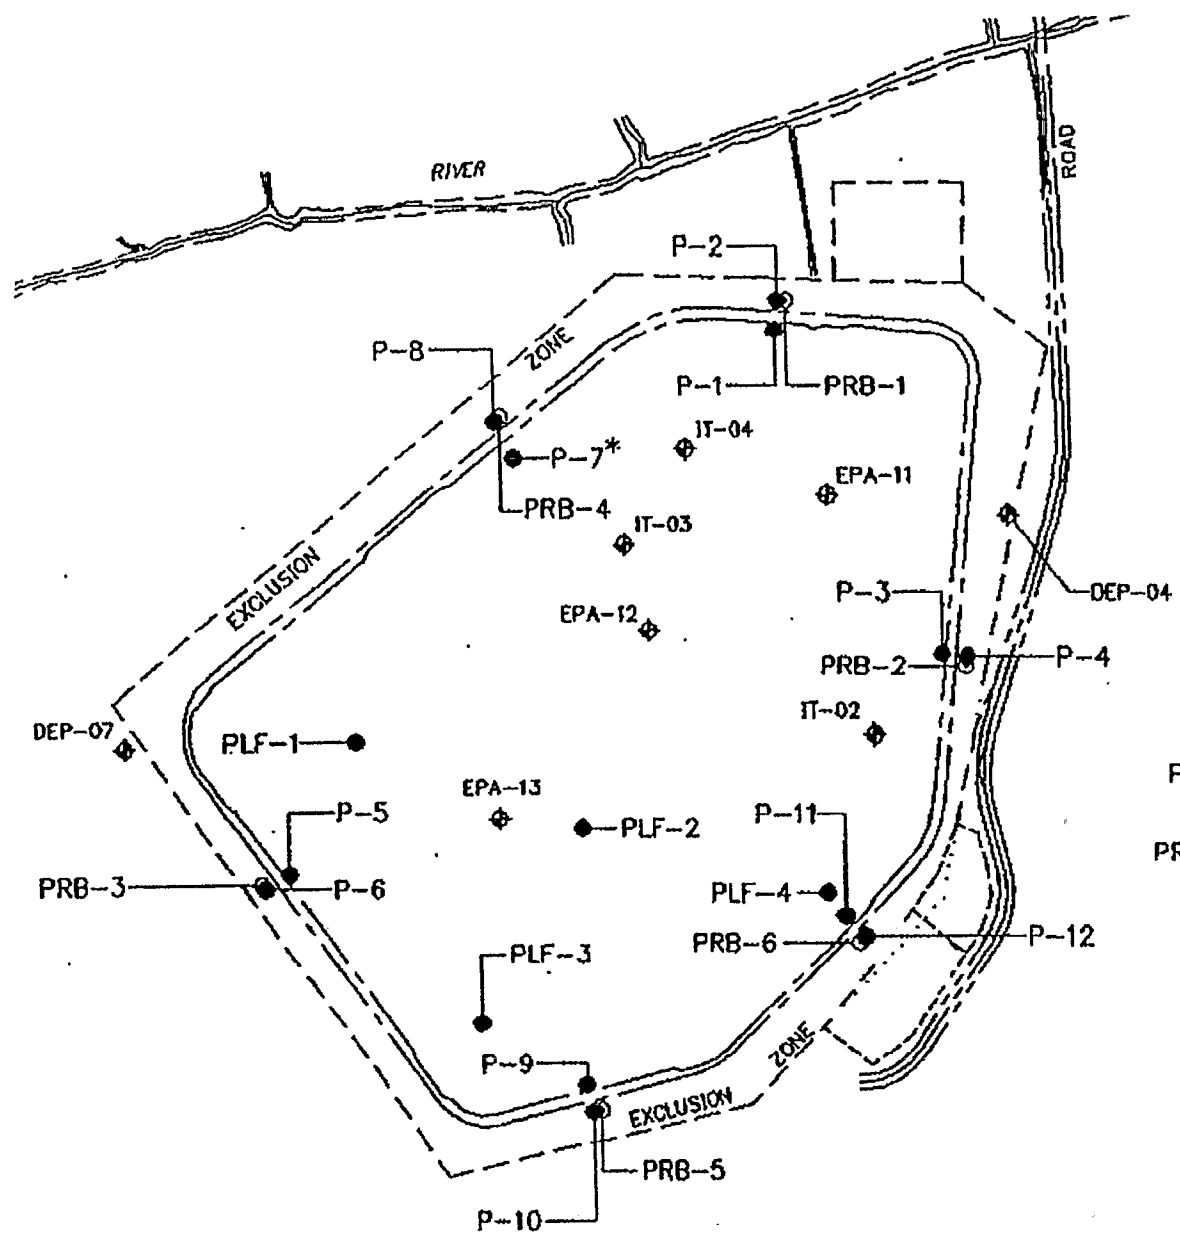 ROAD
RIVER
P-2
ZONE
P-8
P-1
PRB-1
IT-04
P-7*
EPA-11
PRB-4
IT-03
EXCLUSION
P-3
DEP-04
EPA-12
PRB-2
P-4
IT-02
DEP-07
PLF-1
P
EPA-13
P-5
PLF-2
P-11
PR
PRB-3
P-6
PLF-4
PRB-6
P-12
PLF-3
ZONE
P-9
EXCLUSION
PRB-5
P-10